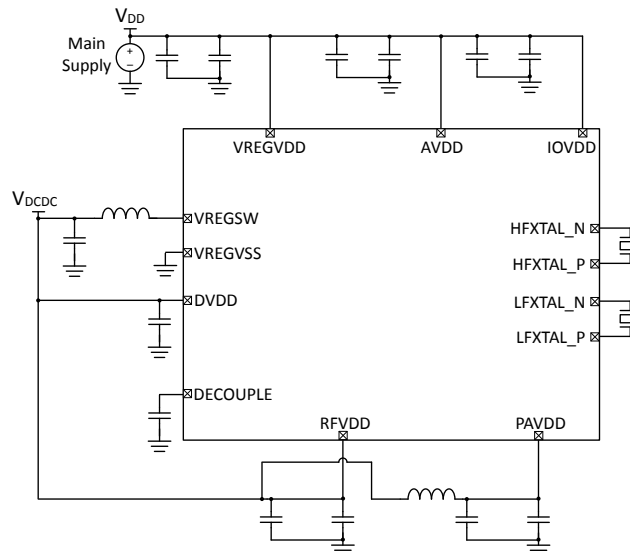 VDD
Main
Supply
+
–
VREGVDD
AVDD
IOVDD
VDCDC
VREGSW
HFXTAL_N
VREGVSS
HFXTAL_P
DVDD
LFXTAL_N
LFXTAL_P
DECOUPLE
RFVDD
PAVDD